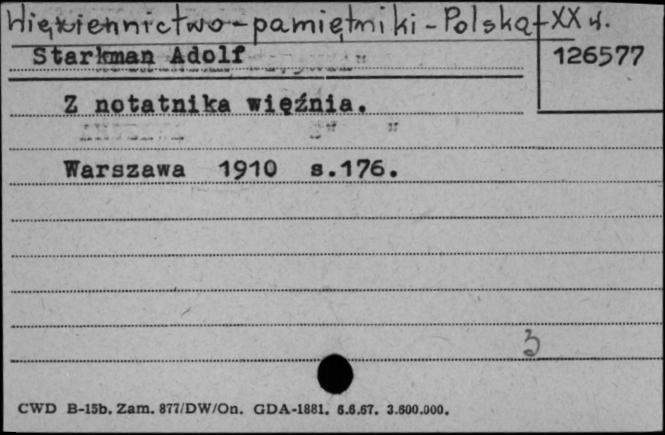 Więziennictwo - pamiętniki - Polska - XX w.
Starkman Adolf
126577
Z notatnika więźnia.
Warszawa 1910 s.176.
3
CWD B-15b. Zam. 877/DW/On. GDA-1881. 6.6.67. 3.600.000.